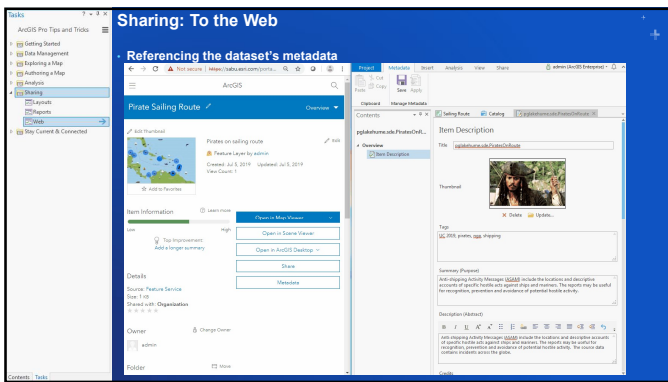 Tasks
ArcGIS Pro Tips and Tricks
Getting Started
Data Management
Exploring a Map
Authoring a Map
Analysis
Sharing
Layouts
Reports
Web
Stay Current & Connected
Contents Tasks
Sharing: To the Web
• Referencing the dataset's metadata
Not secure
ArcGIS
Pirate Sailing Route
Overview
Edit Thumbnail
Add to Favorites
Pirates on sailing route
Edit
Feature Layer by admin
Created: Jul 5, 2019 Updated: Jul 5, 2019
View Count: 1
Item Information
Learn more
Low
High
Top Improvement:
Add a longer summary
Open in Map Viewer
Open in Scene Viewer
Open in ArcGIS Desktop
Share
Metadata
Details
Source: Feature Service
Size: 1 KB
Shared with: Organization
Owner
Change Owner
admin
Folder
Move
Project Metadata Insert Analysis View Share
admin (ArcGIS Enterprise)
Paste
Cut
Copy
Save
Apply
Clipboard
Manage Metadata
Contents
Overview
Item Description
Sailing Route
Catalog
pglakehume.sde.PiratesOnRoute
Item Description
Title pglakehume.sde.PiratesOnRoute
Thumbnail
Delete
Update...
Tags
UC 2019, pirates, nga, shipping
Summary (Purpose)
Anti-shipping Activity Messages (ASAM) include the locations and descriptive
accounts of specific hostile acts against ships and mariners. The reports may be useful
for recognition, prevention and avoidance of potential hostile activity.
Description (Abstract)
Anti-shipping Activity Messages (ASAM) include the locations and descriptive accounts
of specific hostile acts against ships and mariners. The reports may be useful for
recognition, prevention and avoidance of potential hostile activity. The source data
contains incidents across the globe.
Credits